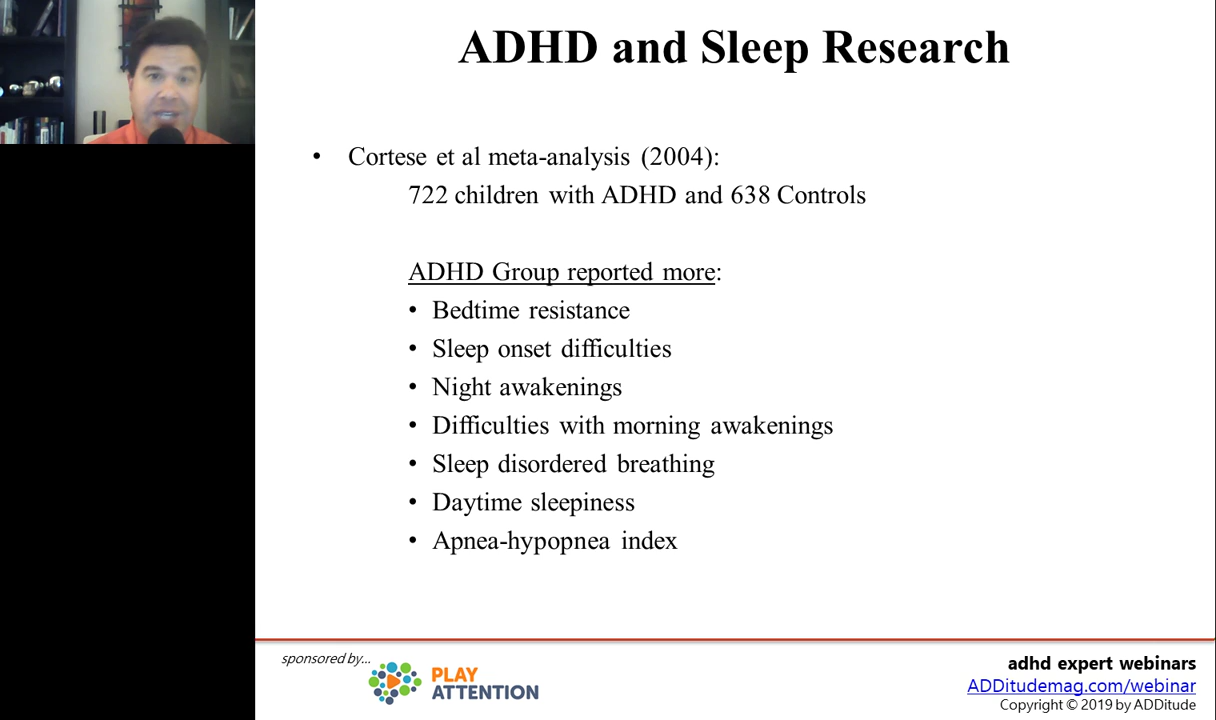 ADHD and Sleep Research
• Cortese et al meta-analysis (2004):
722 children with ADHD and 638 Controls
ADHD Group reported more:
• Bedtime resistance
• Sleep onset difficulties
• Night awakenings
• Difficulties with morning awakenings
• Sleep disordered breathing
• Daytime sleepiness
• Apnea-hypopnea index
sponsored by...
PLAY
ATTENTION
adhd expert webinars
ADDitudemag.com/webinar
Copyright © 2019 by ADDitude